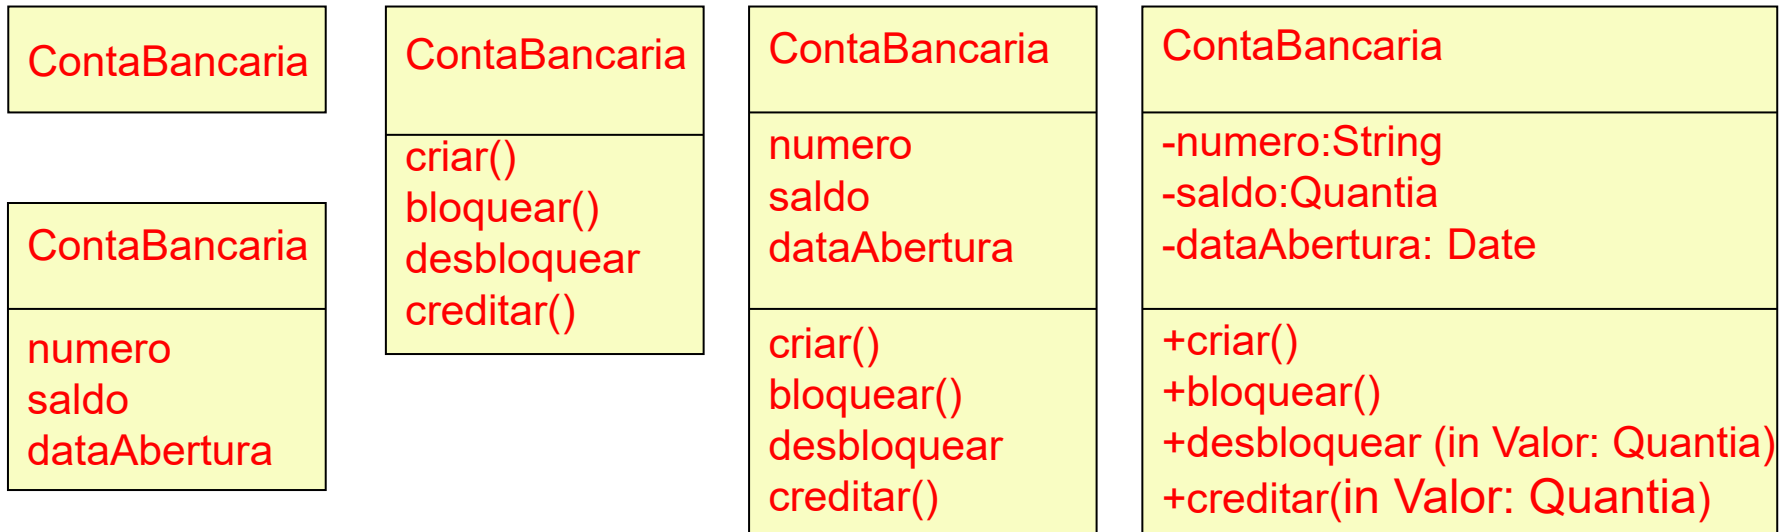 ContaBancaria
ContaBancaria
numero
saldo
dataAbertura
ContaBancaria
criar()
bloquear()
desbloquear
creditar()
ContaBancaria
numero
saldo
dataAbertura
criar()
bloquear()
desbloquear
creditar()
ContaBancaria
-numero:String
-saldo:Quantia
-dataAbertura: Date
+criar()
+bloquear()
+desbloquear (in Valor: Quantia)
+creditar(in Valor: Quantia)